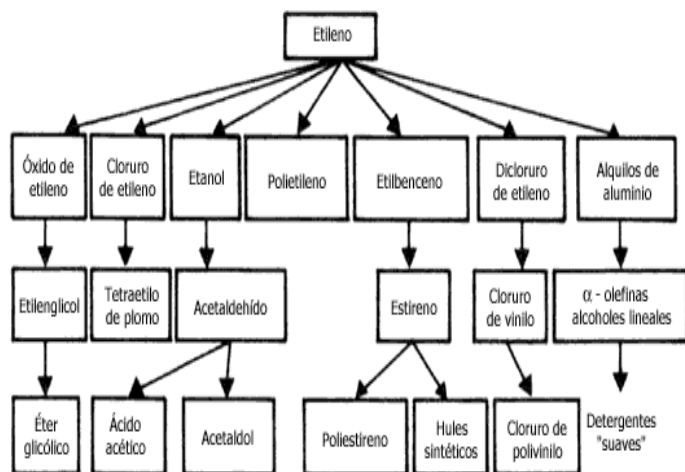 Etileno
Óxido de
etileno
Cloruro
de etileno
Etanol
Polietileno
Etilbenceno
Dicloruro
de etileno
Alquilos de
aluminio
Etilenglicol
Tetraetilo
de plomo
Acetaldehído
Estireno
Cloruro
de vinilo
α - olefinas
alcoholes lineales
Éter
glicólico
Ácido
acético
Acetaldol
Poliestireno
Hules
sintéticos
Cloruro de
polivinilo
Detergentes
"suaves"